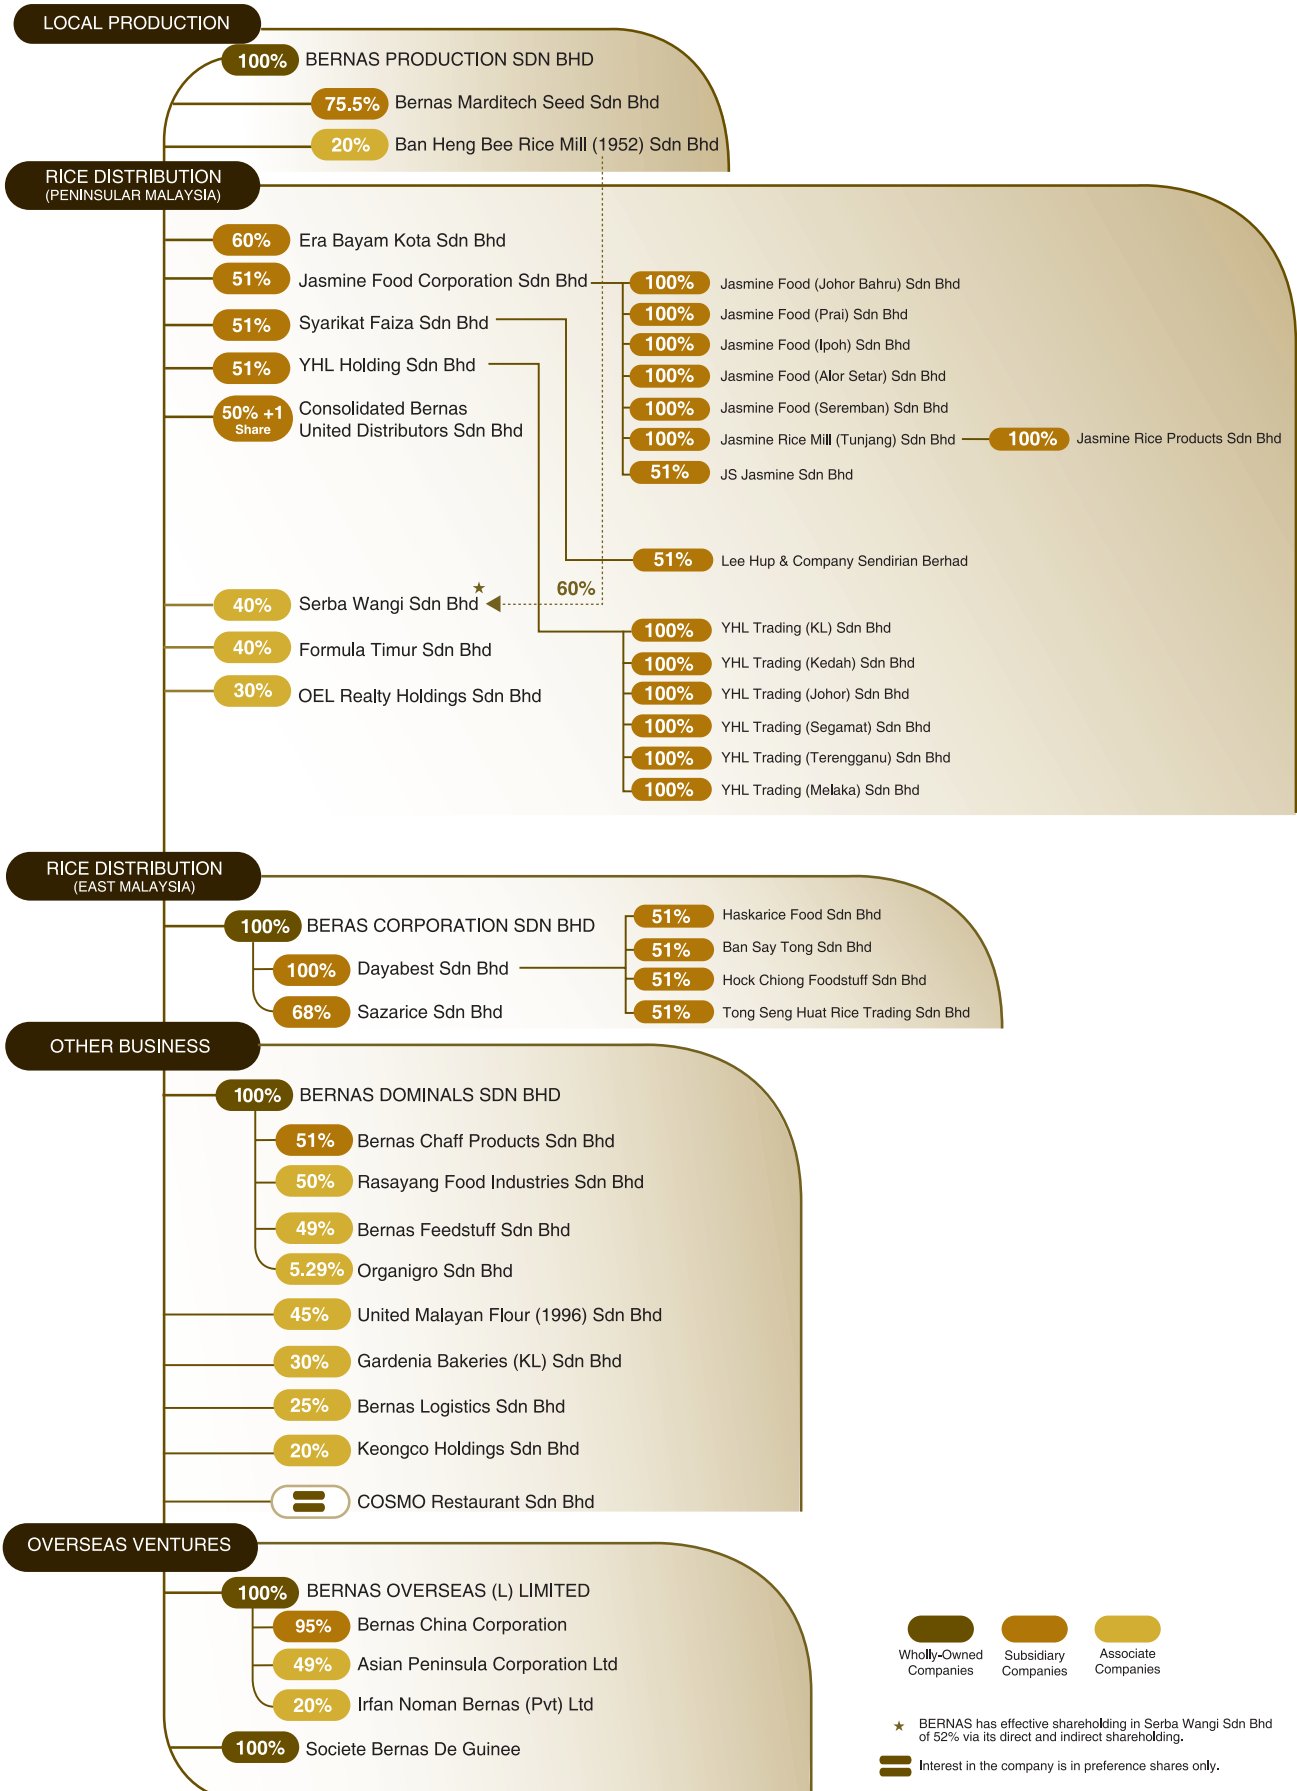 LOCAL PRODUCTION
100% BERNAS PRODUCTION SDN BHD
75.5% Bernas Marditech Seed Sdn Bhd
20% Ban Heng Bee Rice Mill (1952) Sdn Bhd
RICE DISTRIBUTION
(PENINSULAR MALAYSIA)
60% Era Bayam Kota Sdn Bhd
51% Jasmine Food Corporation Sdn Bhd
100% Jasmine Food (Johor Bahru) Sdn Bhd
100% Jasmine Food (Prai) Sdn Bhd
100% Jasmine Food (Ipoh) Sdn Bhd
100% Jasmine Food (Alor Setar) Sdn Bhd
100% Jasmine Food (Seremban) Sdn Bhd
100% Jasmine Rice Mill (Tunjang) Sdn Bhd
100% Jasmine Rice Products Sdn Bhd
51% JS Jasmine Sdn Bhd
51% Syarikat Faiza Sdn Bhd
51% Lee Hup & Company Sendirian Berhad
51% YHL Holding Sdn Bhd
100% YHL Trading (KL) Sdn Bhd
100% YHL Trading (Kedah) Sdn Bhd
100% YHL Trading (Johor) Sdn Bhd
100% YHL Trading (Segamat) Sdn Bhd
100% YHL Trading (Terengganu) Sdn Bhd
100% YHL Trading (Melaka) Sdn Bhd
50% +1
Share
Consolidated Bernas
United Distributors Sdn Bhd
40% Serba Wangi Sdn Bhd ★
60%
40% Formula Timur Sdn Bhd
30% OEL Realty Holdings Sdn Bhd
RICE DISTRIBUTION
(EAST MALAYSIA)
100% BERAS CORPORATION SDN BHD
100% Dayabest Sdn Bhd
51% Haskarice Food Sdn Bhd
51% Ban Say Tong Sdn Bhd
51% Hock Chiong Foodstuff Sdn Bhd
51% Tong Seng Huat Rice Trading Sdn Bhd
68% Sazarice Sdn Bhd
OTHER BUSINESS
100% BERNAS DOMINALS SDN BHD
51% Bernas Chaff Products Sdn Bhd
50% Rasayang Food Industries Sdn Bhd
49% Bernas Feedstuff Sdn Bhd
5.29% Organigro Sdn Bhd
45% United Malayan Flour (1996) Sdn Bhd
30% Gardenia Bakeries (KL) Sdn Bhd
25% Bernas Logistics Sdn Bhd
20% Keongco Holdings Sdn Bhd
COSMO Restaurant Sdn Bhd
OVERSEAS VENTURES
100% BERNAS OVERSEAS (L) LIMITED
95% Bernas China Corporation
49% Asian Peninsula Corporation Ltd
20% Irfan Noman Bernas (Pvt) Ltd
100% Societe Bernas De Guinee
Wholly-Owned
Companies
Subsidiary
Companies
Associate
Companies
★ BERNAS has effective shareholding in Serba Wangi Sdn Bhd
of 52% via its direct and indirect shareholding.
Interest in the company is in preference shares only.